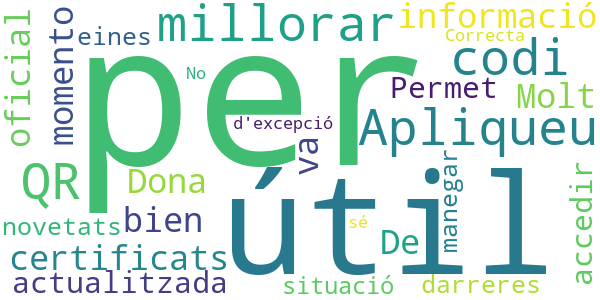 oficial
momento
eines
millorar
informació
Correcta
codi
per
No
Permet
Molt
d'excepció
Apliqueu
va
QR
Dona
útil
manegar
accedir
bien
sé
novetats
De
certificats
actualitzada
situació
darreres